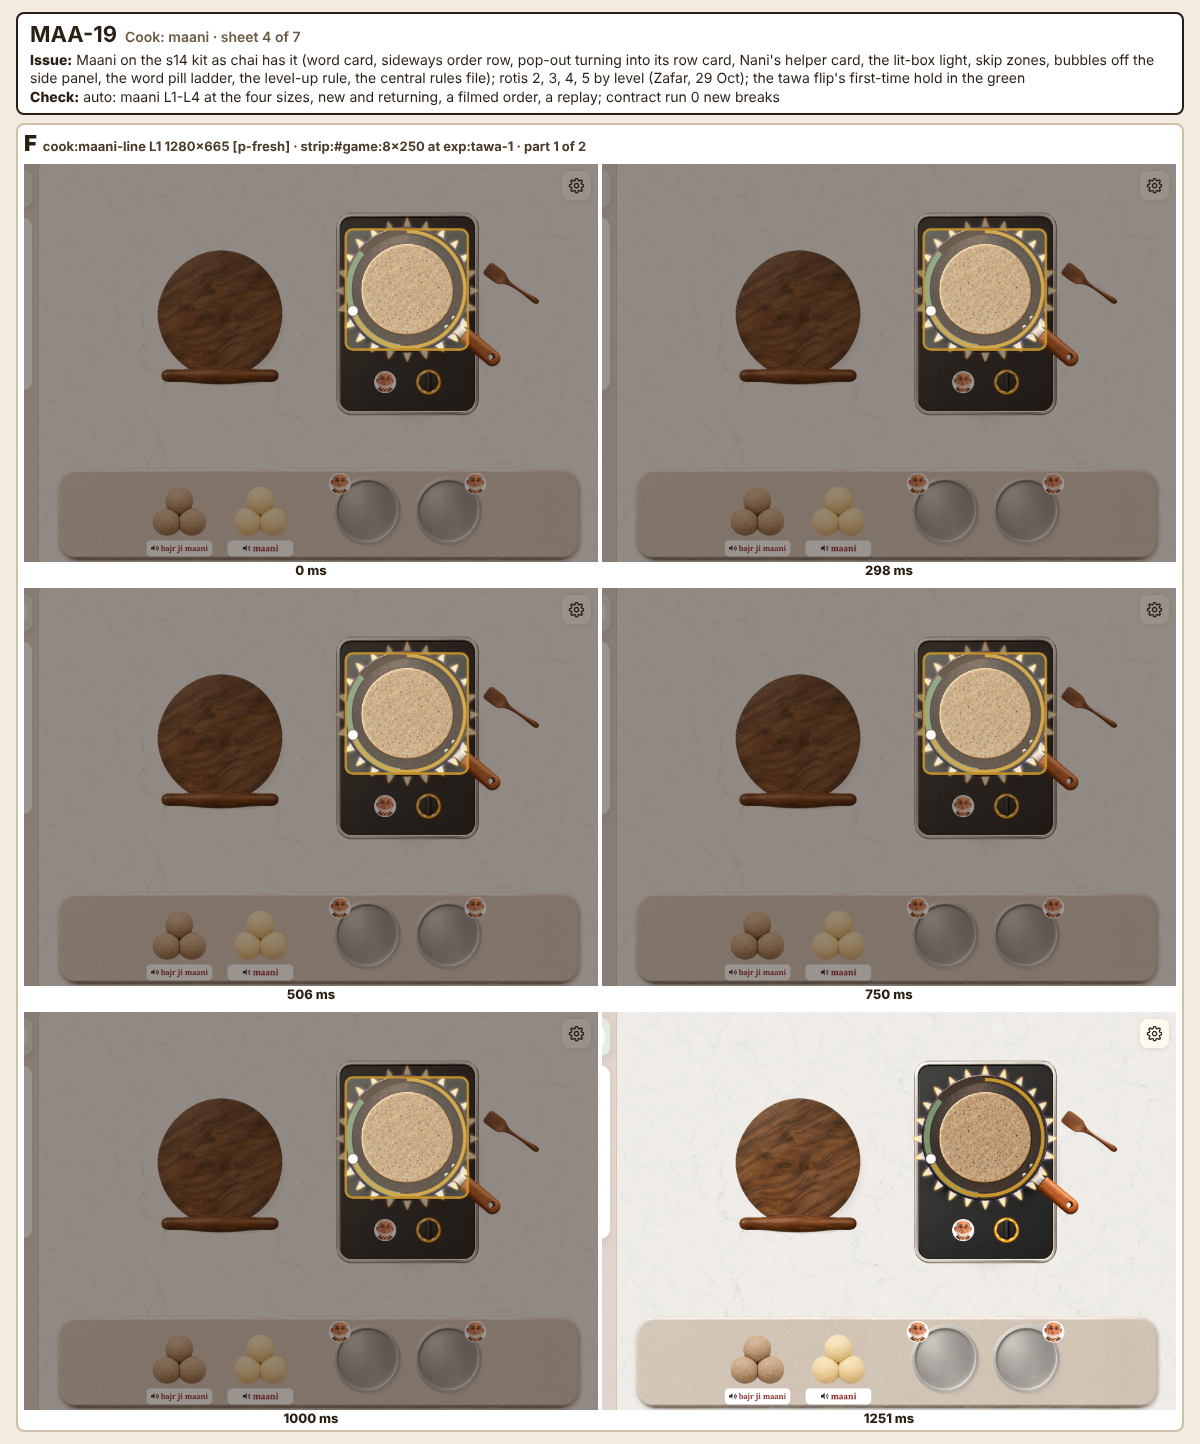 MAA-19 Cook: maani · sheet 4 of 7
Issue: Maani on the s14 kit as chai has it (word card, sideways order row, pop-out turning into its row card, Nani's helper card, the lit-box light, skip zones, bubbles off the
side panel, the word pill ladder, the level-up rule, the central rules file); rotis 2, 3, 4, 5 by level (Zafar, 29 Oct); the tawa flip's first-time hold in the green
Check: auto: maani L1-L4 at the four sizes, new and returning, a filmed order, a replay; contract run 0 new breaks
F cook:maani-line L1 1280×665 [p-fresh] · strip:#game:8×250 at exp:tawa-1 · part 1 of 2
bajr ji maani maani
bajr ji maani maani
0 ms
298 ms
bajr ji maani maani
bajr ji maani maani
506 ms
750 ms
bajr ji maani maani
bajr ji maani maani
1000 ms
1251 ms